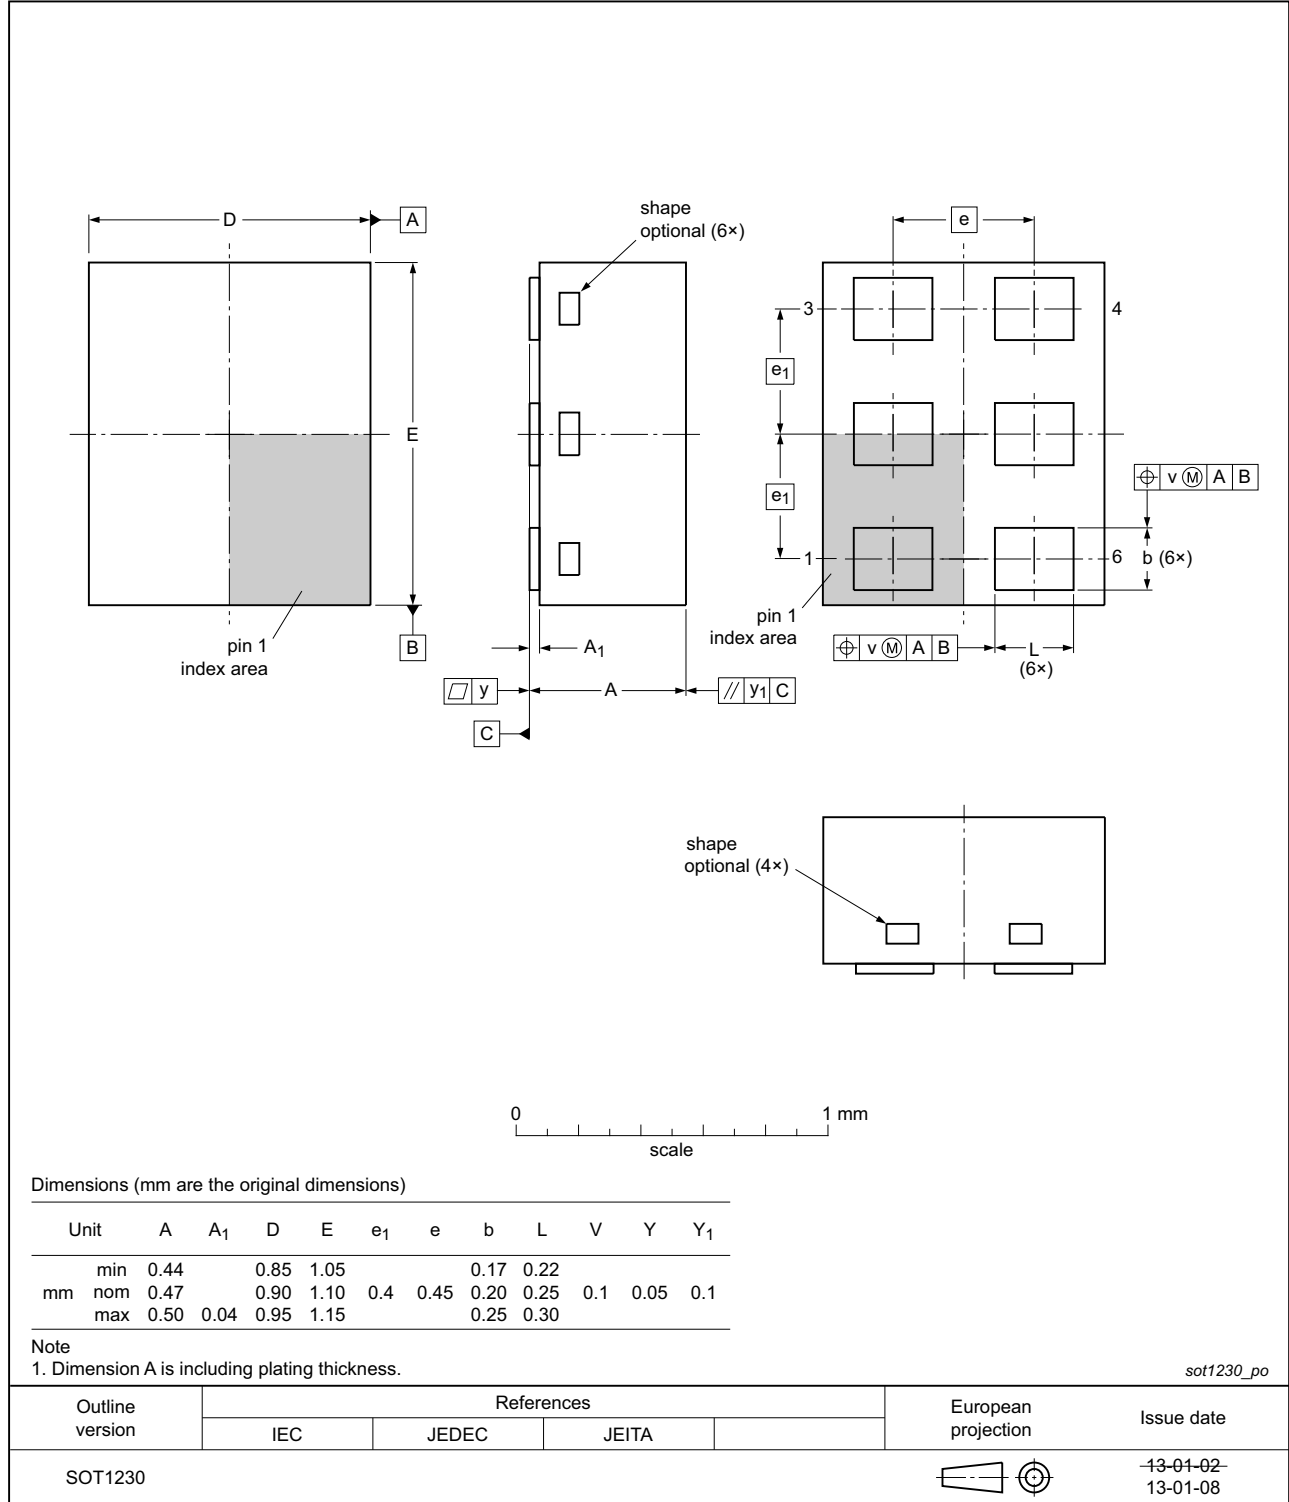 D
A
E
B
pin 1
index area
shape
optional (6×)
A1
A
y
y1 C
C
e
3
4
e1
e1
1
6
b (6×)
v M A B
pin 1
index area
v M A B
L
(6×)
shape
optional (4×)
0 1 mm
scale
Dimensions (mm are the original dimensions)
Unit A A1 D E e1 e b L V Y Y1
min 0.44 0.85 1.05 0.17 0.22
mm nom 0.47 0.90 1.10 0.4 0.45 0.20 0.25 0.1 0.05 0.1
max 0.50 0.04 0.95 1.15 0.25 0.30
Note
1. Dimension A is including plating thickness.
sot1230_po
Outline
version
References
IEC JEDEC JEITA
European
projection
Issue date
SOT1230
13-01-02
13-01-08